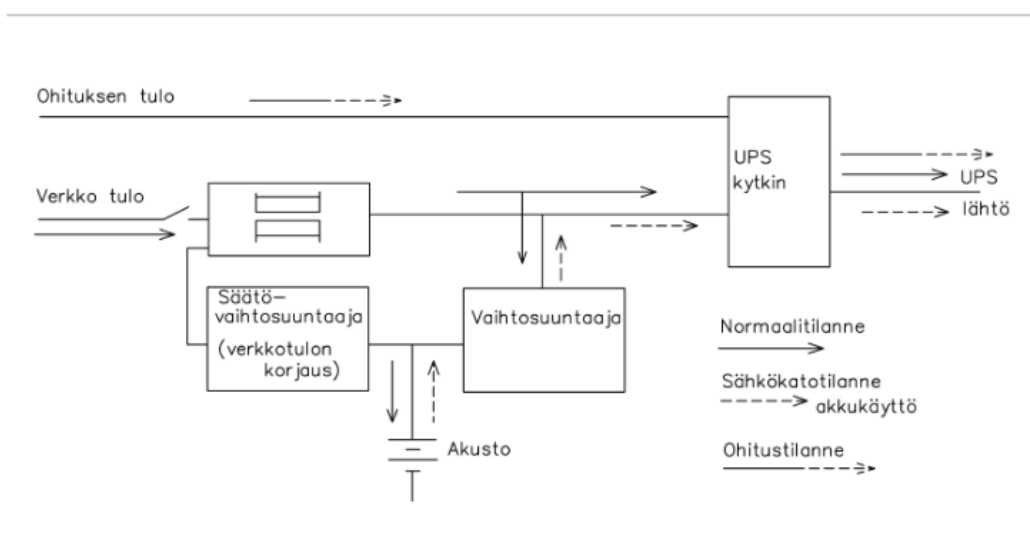 Ohituksen tulo
UPS
kytkin
Verkko tulo
UPS
lähtö
Säätö-
vaihtosuuntaaja
(verkkotulon
korjaus)
Vaihtosuuntaaja
Akusto
Normaalitilanne
Sähkökatotilanne
akkukäyttö
Ohitustilanne